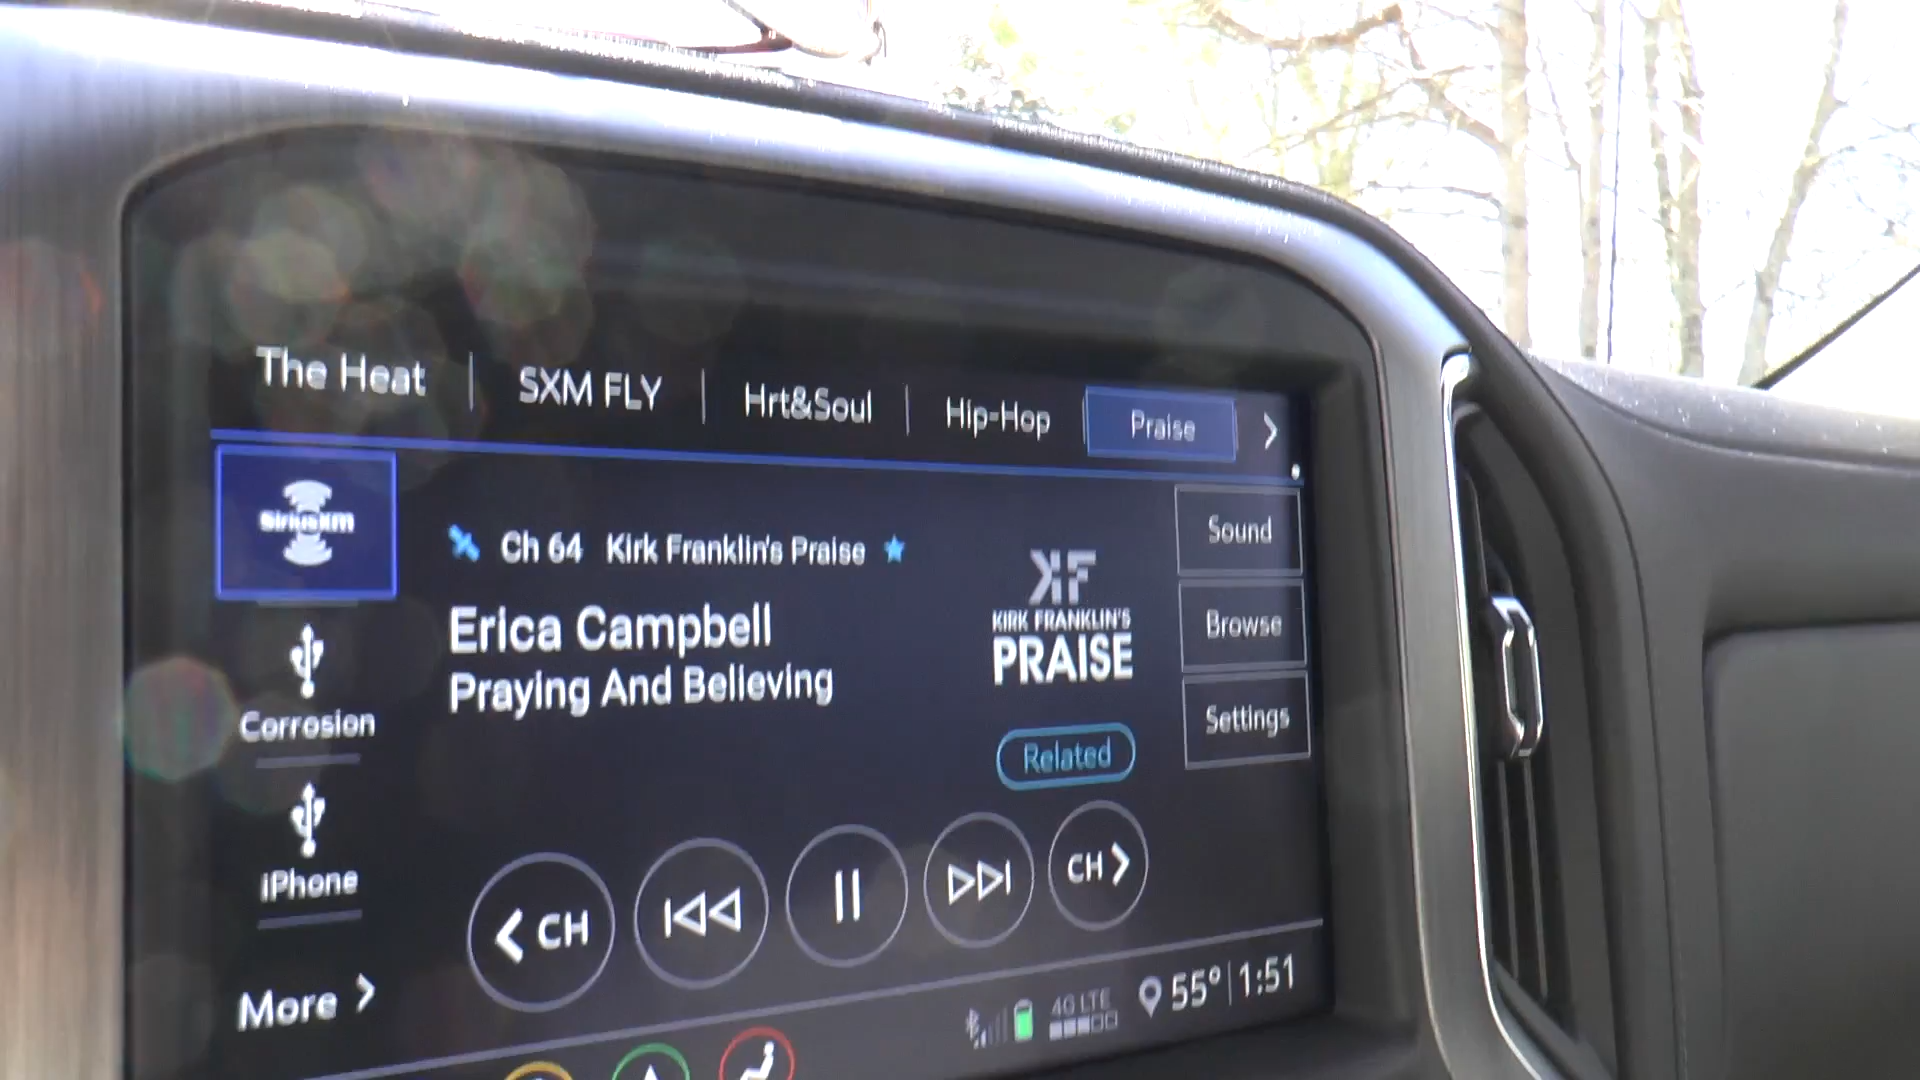 The Heat
SXM FLY
Hrt&Soul
Hip-Hop
Praise
SiriusXm
Ch 64 Kirk Franklin's Praise
Erica Campbell
Praying And Believing
KF
KIRK FRANKLIN'S
PRAISE
Related
Sound
Browse
Settings
Corrosion
iPhone
More
CH
CH
4G LTE
55° 1:51